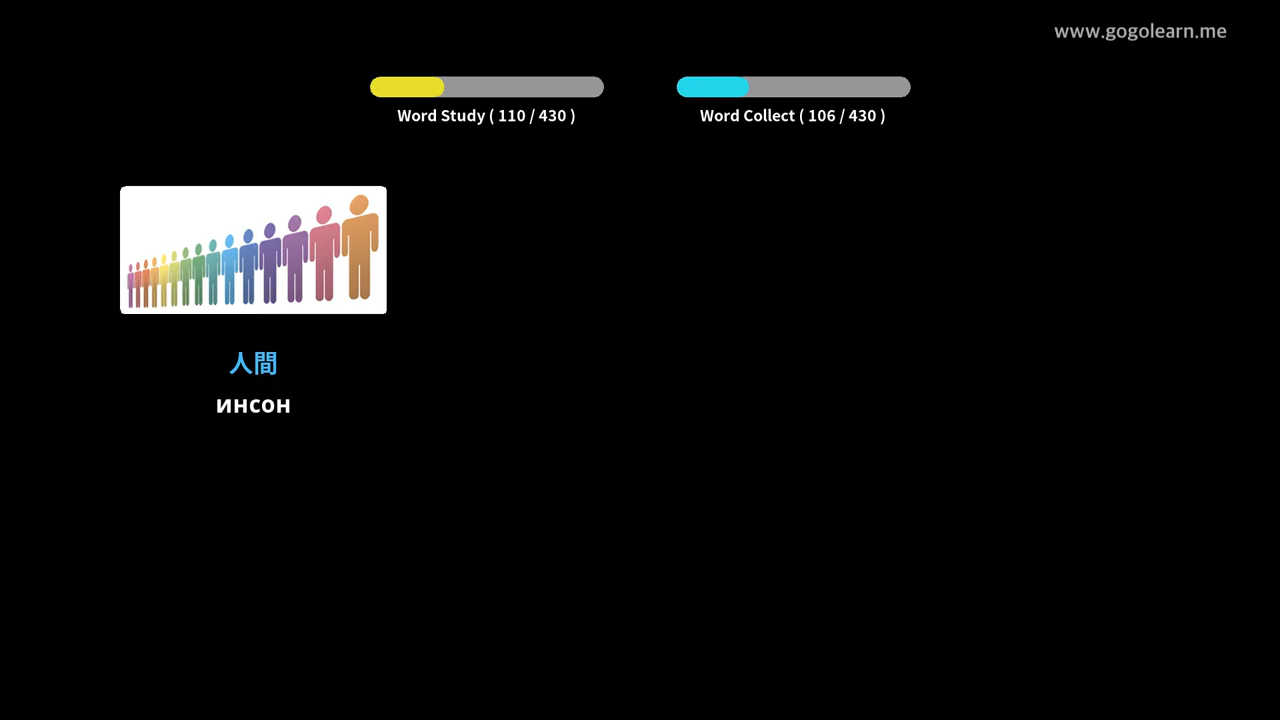 www.gogolearn.me
Word Study ( 110 / 430 )
Word Collect ( 106 / 430 )
人間
инсон